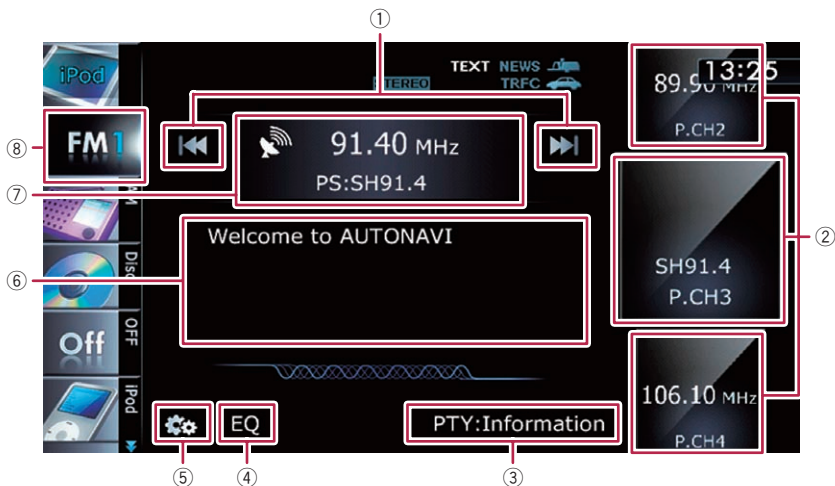 ①
iPod
TEXT NEWS
STEREO TRFC
13:25
89.90 MHz
P.CH2
⑧
FM1
91.40 MHz
PS:SH91.4
⑦
AM
②
SH91.4
P.CH3
Welcome to AUTONAVI
⑥
Disc
Off
OFF
106.10 MHz
P.CH4
iPod
EQ
PTY:Information
⑤
④
③